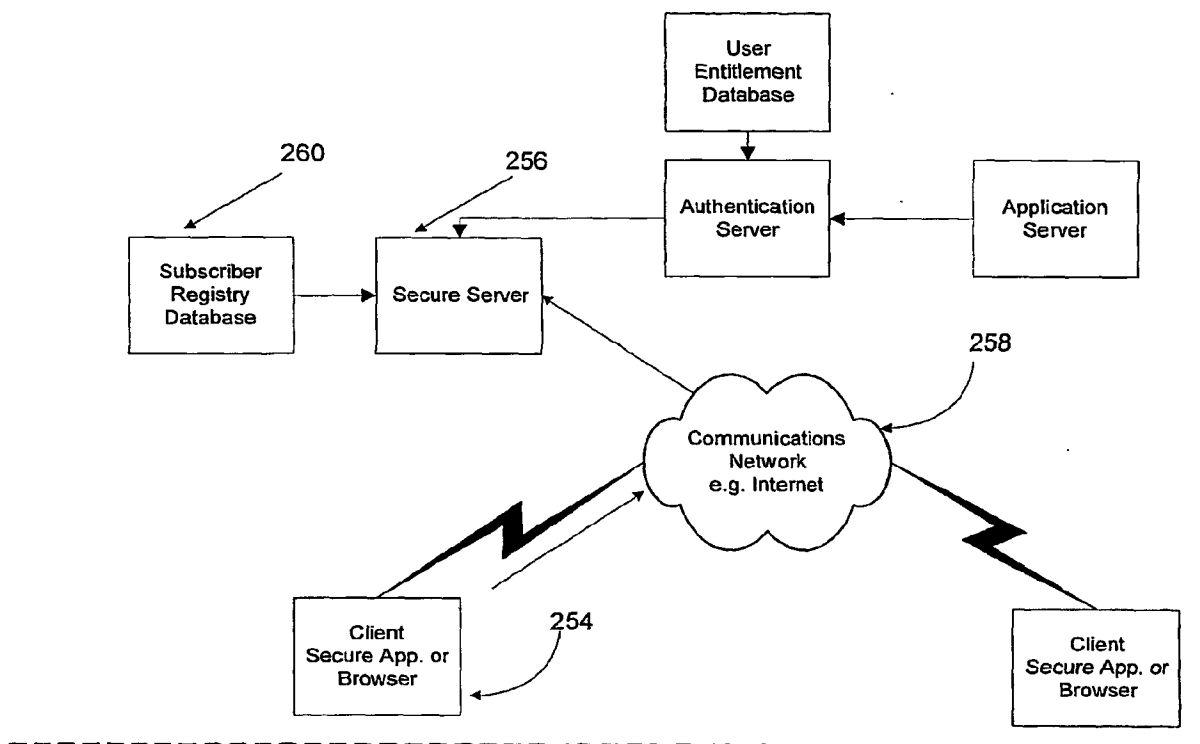 User
Entitlement
Database
260
256
Authentication
Server
Application
Server
Subscriber
Registry
Database
Secure Server
258
Communications
Network
e.g. Internet
254
Client
Secure App. or
Browser
Client
Secure App. or
Browser